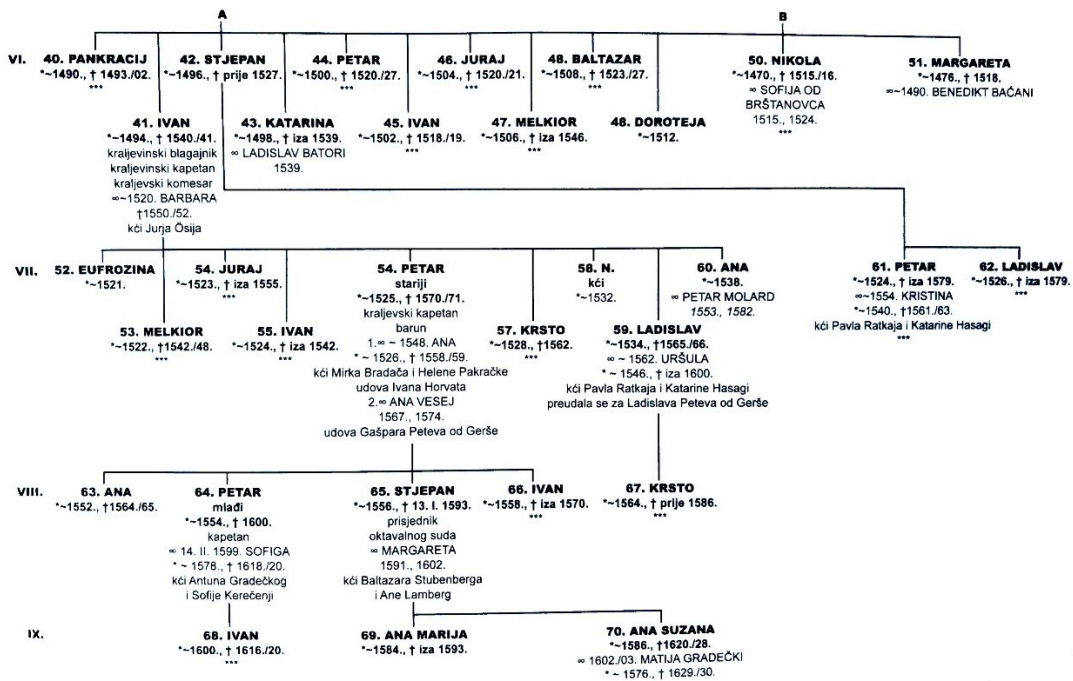 A
B
VI.
40. PANKRACIJ
*~1490., † 1493./02.
***
42. STJEPAN
*~1496., † prije 1527.
44. PETAR
*~1500., † 1520./27.
***
46. JURAJ
*~1504., † 1520./21.
***
48. BALTAZAR
*~1508., † 1523./27.
***
50. NIKOLA
*~1470., † 1515./16.
∞ SOFIJA OD
BRŠTANOVCA
1515., 1524.
***
51. MARGARETA
*~1476., † 1518.
∞~1490. BENEDIKT BAĆANI
41. IVAN
*~1494., † 1540./41.
kraljevinski blagajnik
kraljevinski kapetan
kraljevski komesar
∞~1520. BARBARA
†1550./52.
kći Jurja Ösija
43. KATARINA
*~1498., † iza 1539.
∞ LADISLAV BATORI
1539.
45. IVAN
*~1502., † 1518./19.
***
47. MELKIOR
*~1506., † iza 1546.
***
48. DOROTEJA
*~1512.
VII.
52. EUFROZINA
*~1521.
54. JURAJ
*~1523., † iza 1555.
***
54. PETAR
stariji
*~1525., † 1570./71.
kraljevski kapetan
barun
1.∞ ~ 1548. ANA
* ~ 1526., † 1558./59.
kći Mirka Bradača i Helene Pakračke
udova Ivana Horvata
2.∞ ANA VESEJ
1567., 1574.
udova Gašpara Peteva od Gerše
58. N.
kći
*~1532.
60. ANA
*~1538.
∞ PETAR MOLARD
1553., 1582.
61. PETAR
*~1524., † iza 1579.
∞~1554. KRISTINA
*~1540., †1561./63.
kći Pavla Ratkaja i Katarine Hasagi
***
62. LADISLAV
*~1526., † iza 1579.
***
53. MELKIOR
*~1522., †1542./48.
***
55. IVAN
*~1524., † iza 1542.
***
57. KRSTO
*~1528., †1562.
***
59. LADISLAV
*~1534., †1565./66.
∞ ~ 1562. URŠULA
* ~ 1546., † iza 1600.
kći Pavla Ratkaja i Katarine Hasagi
preudala se za Ladislava Peteva od Gerše
VIII.
63. ANA
*~1552., †1564./65.
64. PETAR
mlađi
*~1554., † 1600.
kapetan
∞ 14. II. 1599. SOFIGA
* ~ 1578., † 1618./20.
kći Antuna Gradečkog
i Sofije Kerečenji
65. STJEPAN
*~1556., † 13. I. 1593.
prisjednik
oktavalnog suda
∞ MARGARETA
1591., 1602.
kći Baltazara Stubenberga
i Ane Lamberg
66. IVAN
*~1558., † iza 1570.
***
67. KRSTO
*~1564., † prije 1586.
***
IX.
68. IVAN
*~1600., † 1616./20.
***
69. ANA MARIJA
*~1584., † iza 1593.
70. ANA SUZANA
*~1586., †1620./28.
∞ 1602./03. MATIJA GRADEČKI
* ~ 1576., † 1629./30.